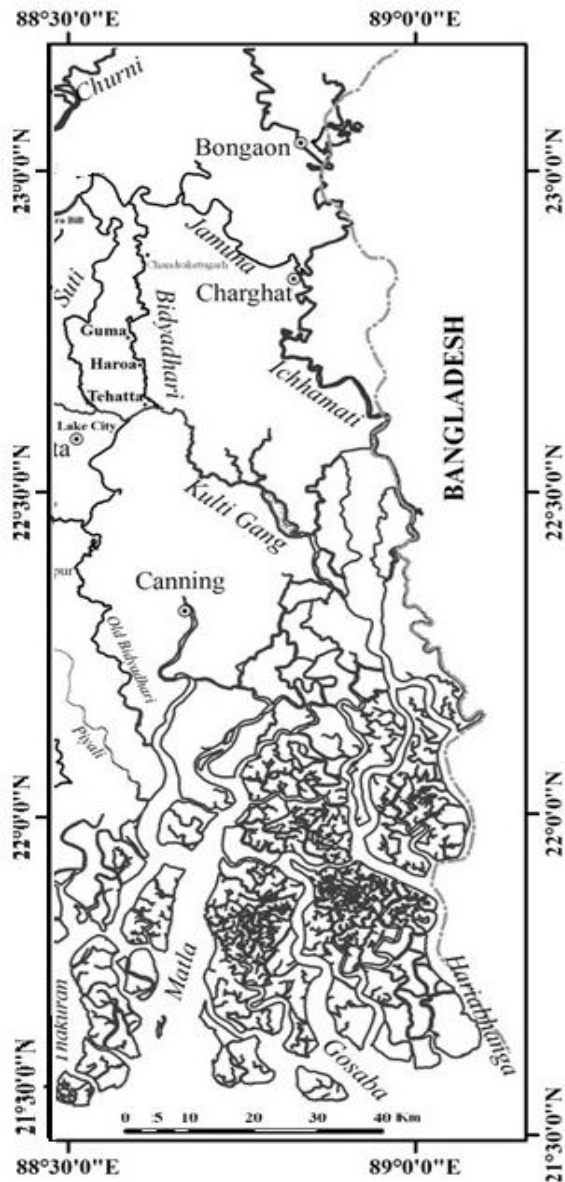 88°30'0"E
89°0'0"E
Churni
Bongaon
23°0'0"N
23°0'0"N
Jamuna
Suti
Charghat
Bidyadhari
Guma
Haroa
Ichhamati
Tehatta
BANGLADESH
Lake City
ta
22°30'0"N
22°30'0"N
Kulti Gang
Canning
Old Bidyadhari
Piyali
22°0'0"N
22°0'0"N
Matla
Hariabhanga
Gosaba
21°30'0"N
21°30'0"N
0 5 10 20 30 40 Km
88°30'0"E
89°0'0"E